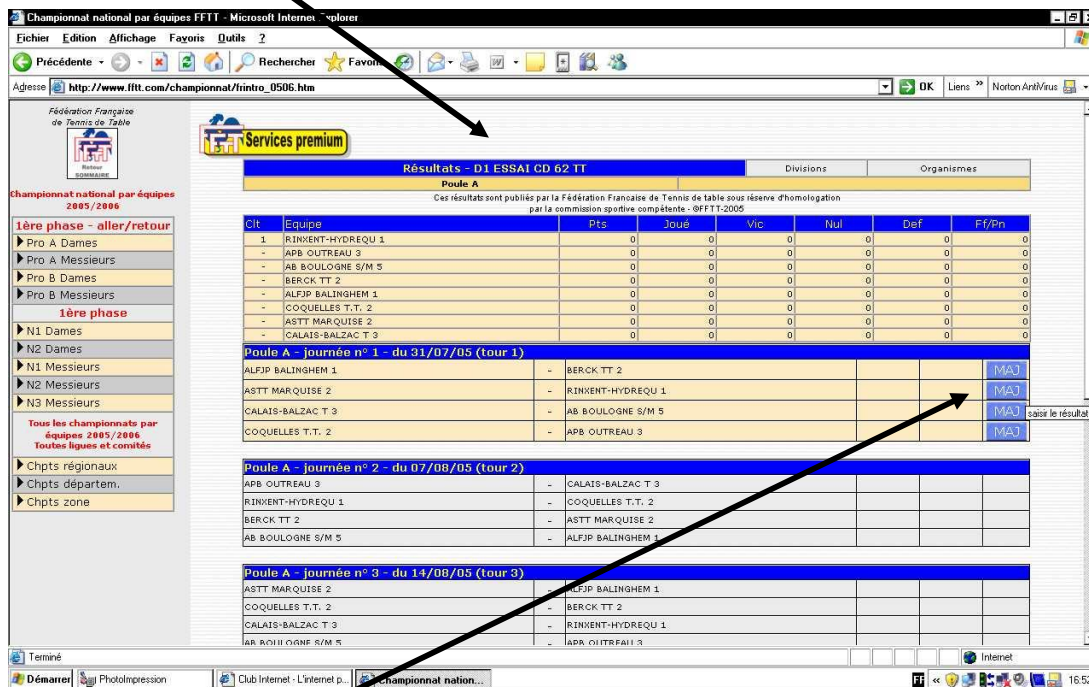 Championnat national par équipes FFTT - Microsoft Internet Explorer
Fichier Edition Affichage Favoris Outils ?
Précédente Rechercher Favoris
Adresse http://www.fftt.com/championnat/frintro_0506.htm OK Liens » Norton AntiVirus
Fédération Française
de Tennis de Table
Retour
SOMMAIRE
Championnat national par équipes
2005/2006
1ère phase - aller/retour
Pro A Dames
Pro A Messieurs
Pro B Dames
Pro B Messieurs
1ère phase
N1 Dames
N2 Dames
N1 Messieurs
N2 Messieurs
N3 Messieurs
Tous les championnats par
équipes 2005/2006
Toutes ligues et comités
Chpts régionaux
Chpts départem.
Chpts zone
Services premium
Résultats - D1 ESSAI CD 62 TT Divisions Organismes
Poule A
Ces résultats sont publiés par la Fédération Francaise de Tennis de table sous réserve d'homologation
par la commission sportive compétente - ©FFTT-2005
Clt Equipe Pts Joué Vic Nul Def Ff/Pn
1 RINXENT-HYDREQU 1 0 0 0 0 0 0
- APB OUTREAU 3 0 0 0 0 0 0
- AB BOULOGNE S/M 5 0 0 0 0 0 0
- BERCK TT 2 0 0 0 0 0 0
- ALFJP BALINGHEM 1 0 0 0 0 0 0
- COQUELLES T.T. 2 0 0 0 0 0 0
- ASTT MARQUISE 2 0 0 0 0 0 0
- CALAIS-BALZAC T 3 0 0 0 0 0 0
Poule A - journée n° 1 - du 31/07/05 (tour 1)
ALFJP BALINGHEM 1 - BERCK TT 2 MAJ
ASTT MARQUISE 2 - RINXENT-HYDREQU 1 MAJ
CALAIS-BALZAC T 3 - AB BOULOGNE S/M 5 MAJ
saisir le résultat
COQUELLES T.T. 2 - APB OUTREAU 3 MAJ
Poule A - journée n° 2 - du 07/08/05 (tour 2)
APB OUTREAU 3 - CALAIS-BALZAC T 3
RINXENT-HYDREQU 1 - COQUELLES T.T. 2
BERCK TT 2 - ASTT MARQUISE 2
AB BOULOGNE S/M 5 - ALFJP BALINGHEM 1
Poule A - journée n° 3 - du 14/08/05 (tour 3)
ASTT MARQUISE 2 - ALFJP BALINGHEM 1
COQUELLES T.T. 2 - BERCK TT 2
CALAIS-BALZAC T 3 - RINXENT-HYDREQU 1
AB BOULOGNE S/M 5 - APB OUTREAU 3
Terminé Internet
Démarrer PhotoImpression Club Internet - L'internet p... Championnat nation... FR « 16:53